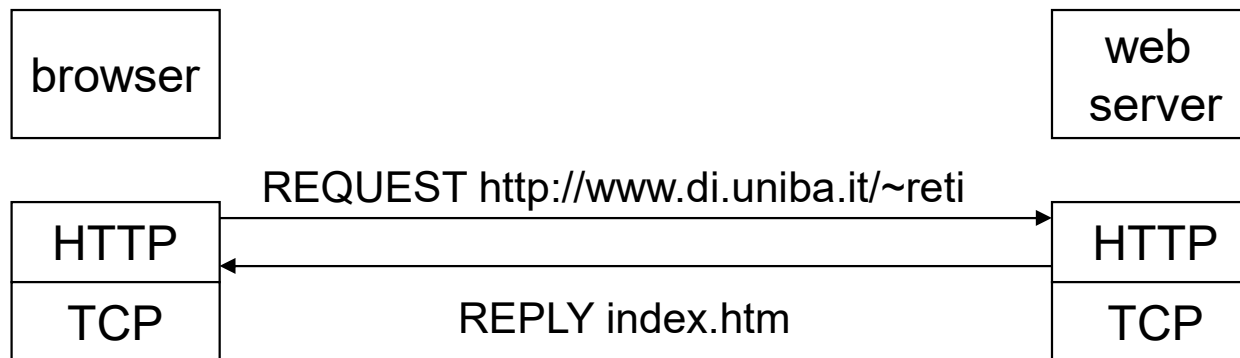 browser
web
server
REQUEST http://www.di.uniba.it/~reti
HTTP
HTTP
TCP
REPLY index.htm
TCP